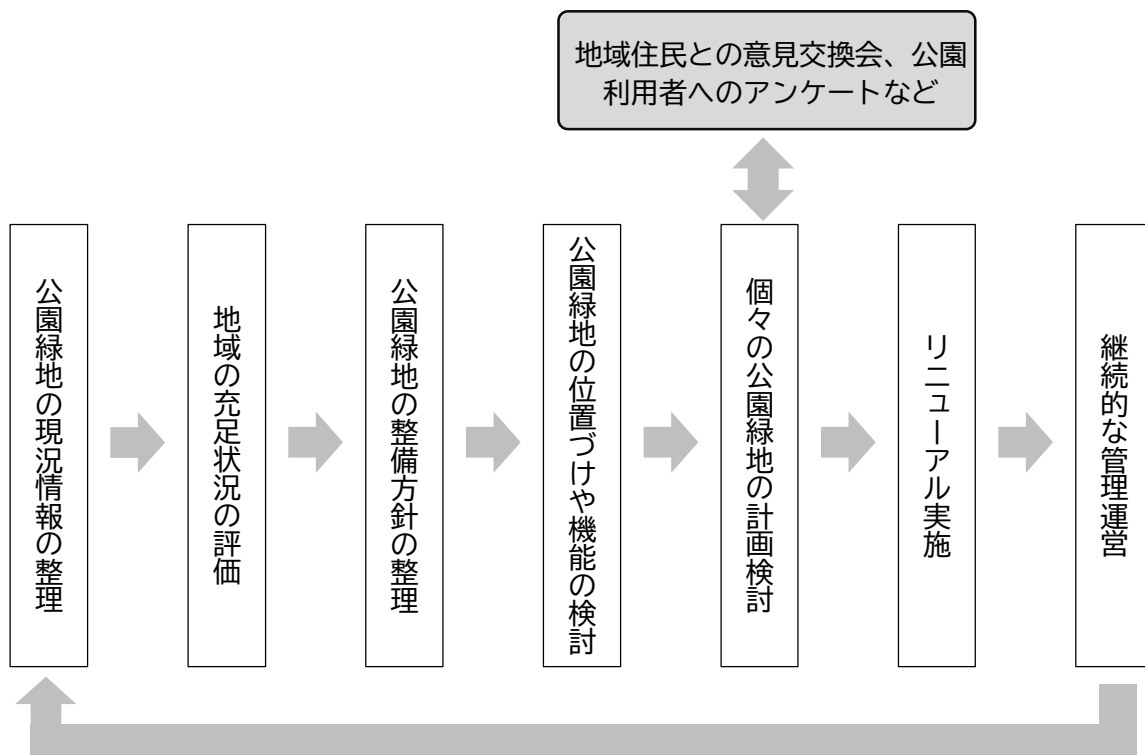 地域住民との意見交換会、公園
利用者へのアンケートなど
公園緑地の現況情報の整理
地域の充足状況の評価
公園緑地の整備方針の整理
公園緑地の位置づけや機能の検討
個々の公園緑地の計画検討
リニューアル実施
継続的な管理運営